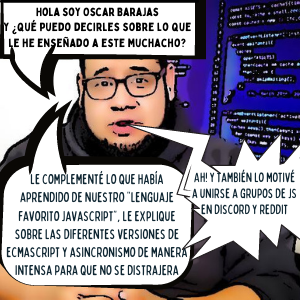 HOLA SOY OSCAR BARAJAS
Y ¿QUÉ PUEDO DECIRLES SOBRE LO QUE
LE HE ENSEÑADO A ESTE MUCHACHO?
LE COMPLEMENTÉ LO QUE HABÍA
APRENDIDO DE NUESTRO "LENGUAJE
FAVORITO JAVASCRIPT", LE EXPLIQUE
SOBRE LAS DIFERENTES VERSIONES DE
ECMASCRIPT Y ASINCRONISMO DE MANERA
INTENSA PARA QUE NO SE DISTRAJERA
AH! Y TAMBIÉN LO MOTIVÉ
A UNIRSE A GRUPOS DE JS
EN DISCORD Y REDDIT